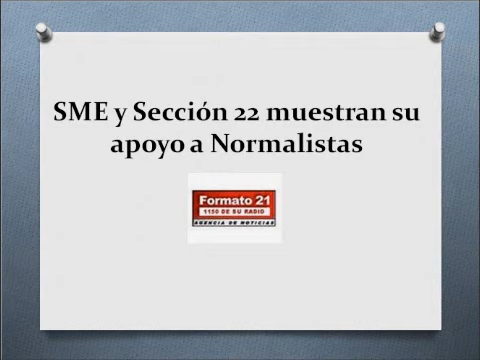 SME y Sección 22 muestran su
apoyo a Normalistas
Formato 21
1150 DE SU RADIO
AGENCIA DE NOTICIAS